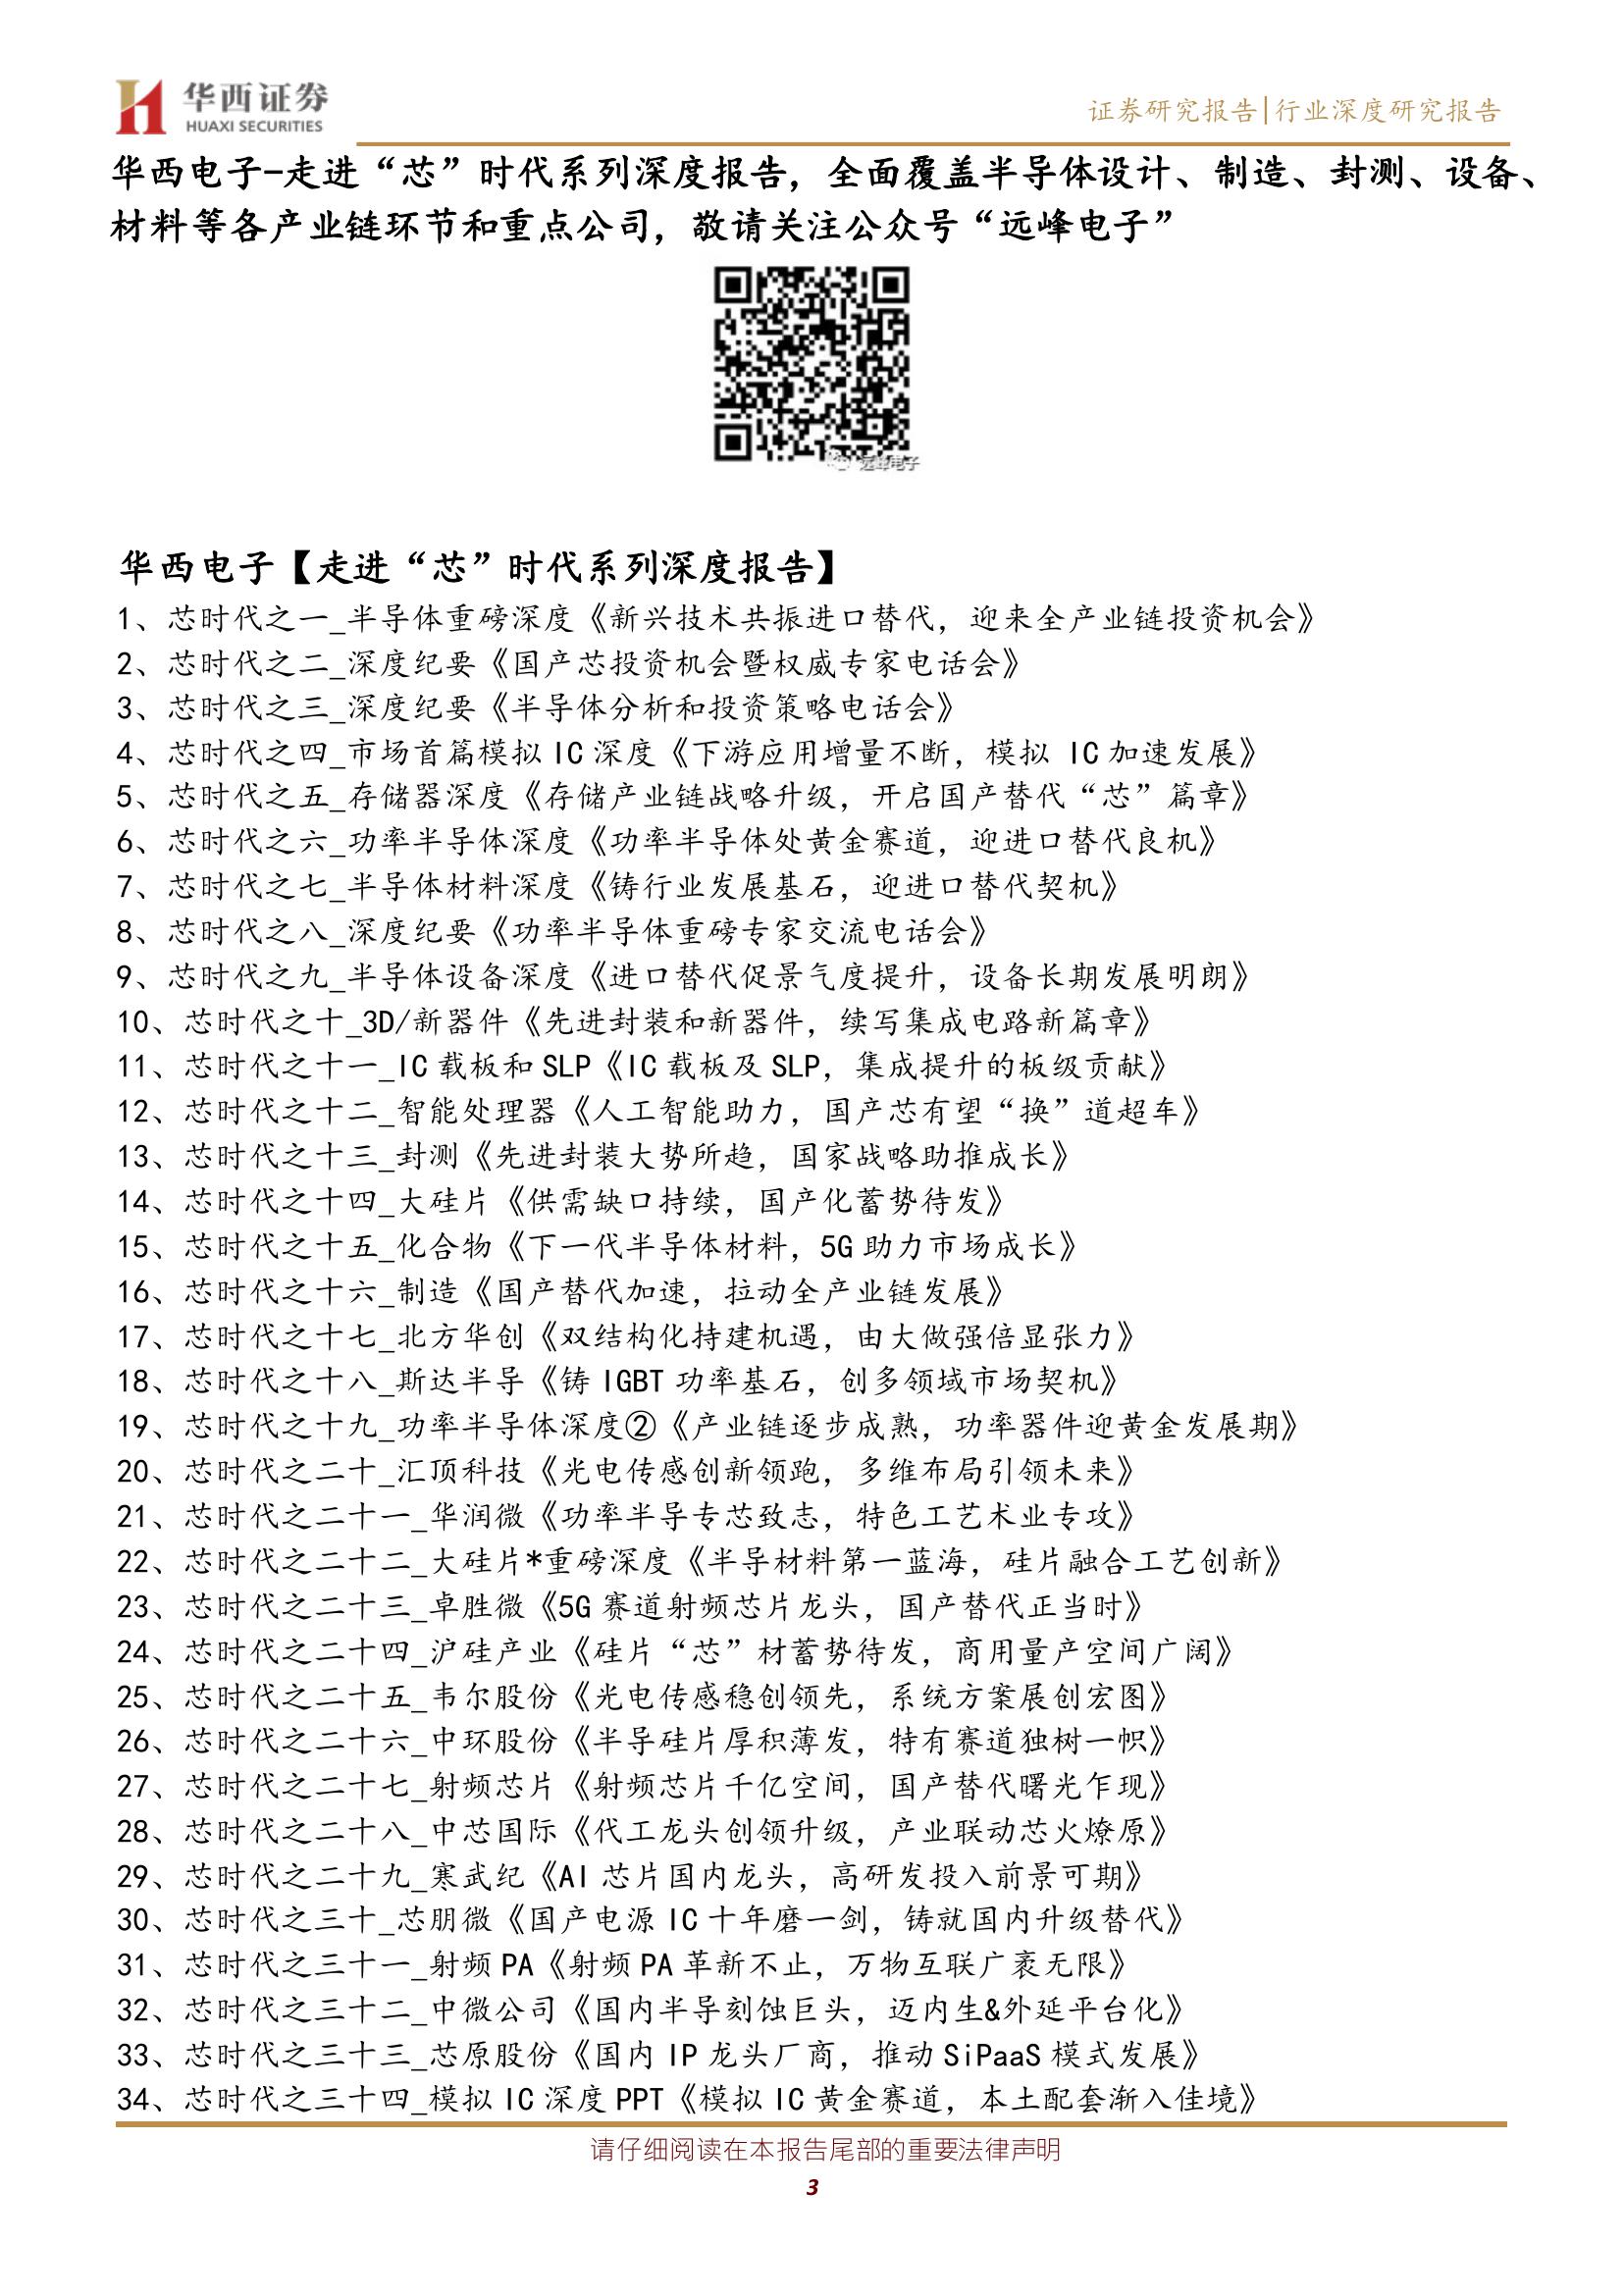 华西证券
HUAXI SECURITIES
证券研究报告|行业深度研究报告
华西电子-走进“芯”时代系列深度报告，全面覆盖半导体设计、制造、封测、设备、
材料等各产业链环节和重点公司，敬请关注公众号“远峰电子”
远峰电子
华西电子【走进“芯”时代系列深度报告】
1、芯时代之一_半导体重磅深度《新兴技术共振进口替代，迎来全产业链投资机会》
2、芯时代之二_深度纪要《国产芯投资机会暨权威专家电话会》
3、芯时代之三_深度纪要《半导体分析和投资策略电话会》
4、芯时代之四_市场首篇模拟 IC 深度《下游应用增量不断，模拟 IC 加速发展》
5、芯时代之五_存储器深度《存储产业链战略升级，开启国产替代“芯”篇章》
6、芯时代之六_功率半导体深度《功率半导体处黄金赛道，迎进口替代良机》
7、芯时代之七_半导体材料深度《铸行业发展基石，迎进口替代契机》
8、芯时代之八_深度纪要《功率半导体重磅专家交流电话会》
9、芯时代之九_半导体设备深度《进口替代促景气度提升，设备长期发展明朗》
10、芯时代之十_3D/新器件《先进封装和新器件，续写集成电路新篇章》
11、芯时代之十一_IC 载板和 SLP《IC 载板及 SLP，集成提升的板级贡献》
12、芯时代之十二_智能处理器《人工智能助力，国产芯有望“换”道超车》
13、芯时代之十三_封测《先进封装大势所趋，国家战略助推成长》
14、芯时代之十四_大硅片《供需缺口持续，国产化蓄势待发》
15、芯时代之十五_化合物《下一代半导体材料，5G 助力市场成长》
16、芯时代之十六_制造《国产替代加速，拉动全产业链发展》
17、芯时代之十七_北方华创《双结构化持建机遇，由大做强倍显张力》
18、芯时代之十八_斯达半导《铸 IGBT 功率基石，创多领域市场契机》
19、芯时代之十九_功率半导体深度②《产业链逐步成熟，功率器件迎黄金发展期》
20、芯时代之二十_汇顶科技《光电传感创新领跑，多维布局引领未来》
21、芯时代之二十一_华润微《功率半导专芯致志，特色工艺术业专攻》
22、芯时代之二十二_大硅片*重磅深度《半导材料第一蓝海，硅片融合工艺创新》
23、芯时代之二十三_卓胜微《5G 赛道射频芯片龙头，国产替代正当时》
24、芯时代之二十四_沪硅产业《硅片“芯”材蓄势待发，商用量产空间广阔》
25、芯时代之二十五_韦尔股份《光电传感稳创领先，系统方案展创宏图》
26、芯时代之二十六_中环股份《半导硅片厚积薄发，特有赛道独树一帜》
27、芯时代之二十七_射频芯片《射频芯片千亿空间，国产替代曙光乍现》
28、芯时代之二十八_中芯国际《代工龙头创领升级，产业联动芯火燎原》
29、芯时代之二十九_寒武纪《AI 芯片国内龙头，高研发投入前景可期》
30、芯时代之三十_芯朋微《国产电源 IC 十年磨一剑，铸就国内升级替代》
31、芯时代之三十一_射频 PA《射频 PA 革新不止，万物互联广袤无限》
32、芯时代之三十二_中微公司《国内半导刻蚀巨头，迈内生&外延平台化》
33、芯时代之三十三_芯原股份《国内 IP 龙头厂商，推动 SiPaaS 模式发展》
34、芯时代之三十四_模拟 IC 深度 PPT《模拟 IC 黄金赛道，本土配套渐入佳境》
请仔细阅读在本报告尾部的重要法律声明
3